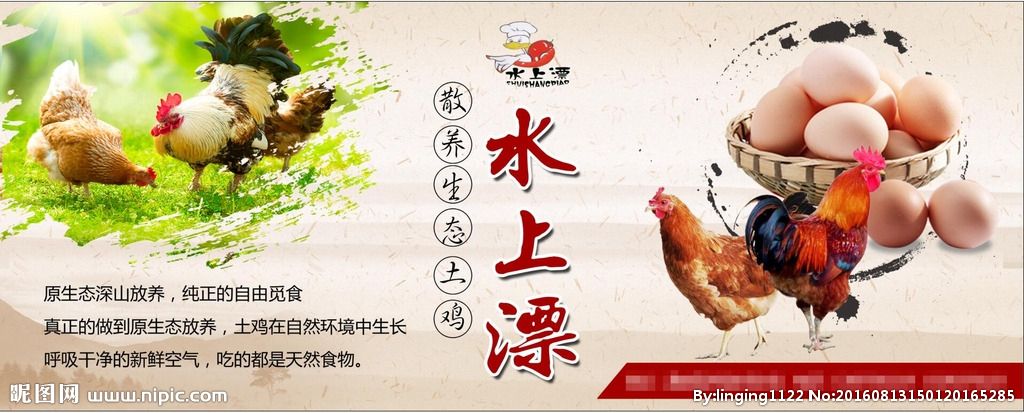 水上漂
SHUISHANGPIAO
散养生态土鸡
水上漂
原生态深山放养，纯正的自由觅食
真正的做到原生态放养，土鸡在自然环境中生长
呼吸干净的新鲜空气，吃的都是天然食物。
昵图网 www.nipic.com
By:linging1122 No:20160813150120165285